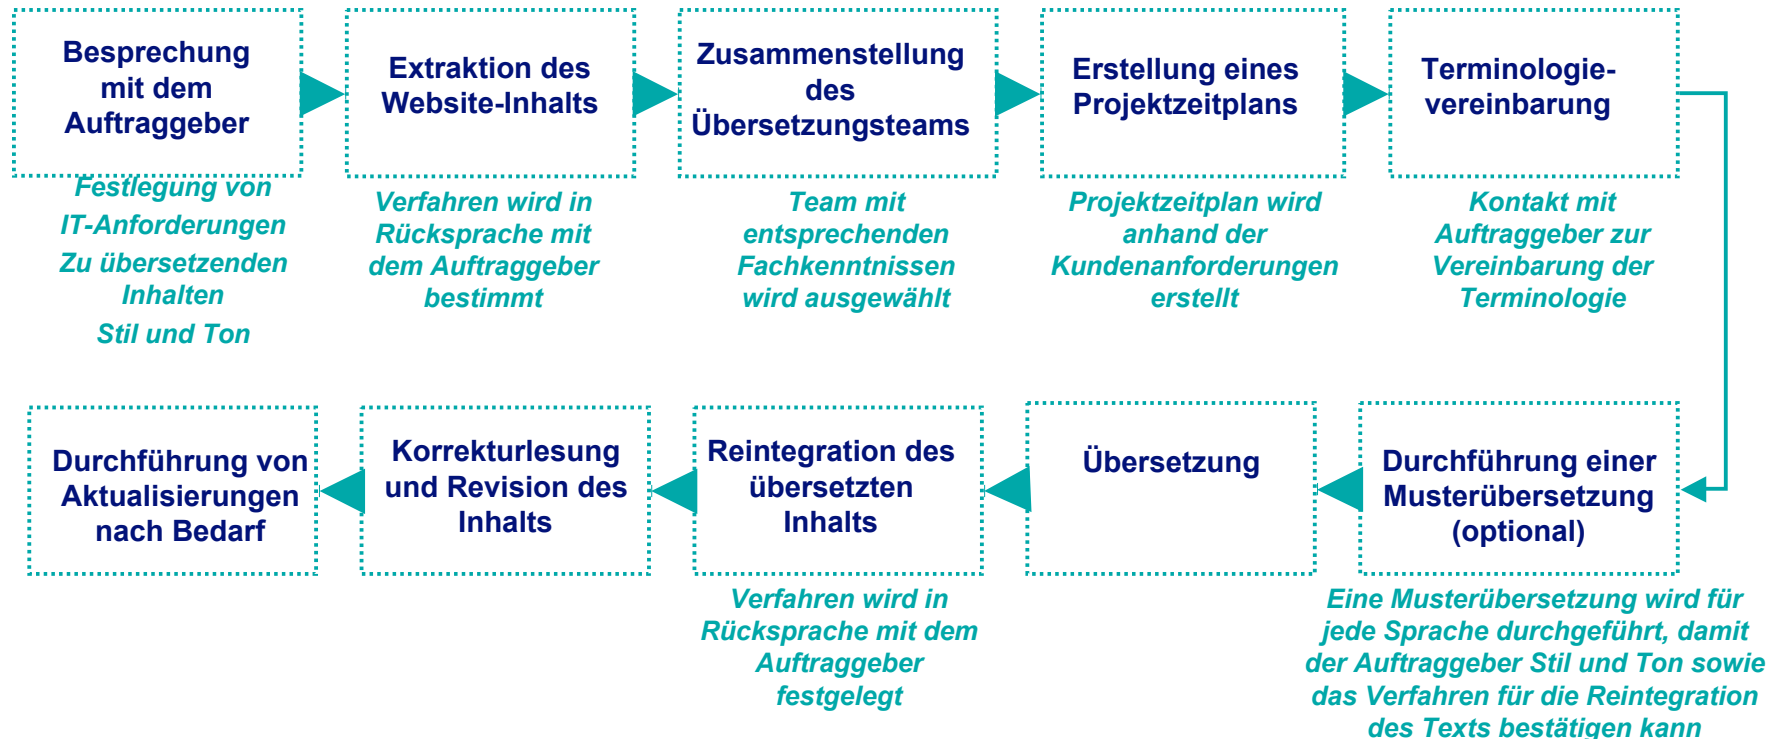 Besprechung
mit dem
Auftraggeber
Festlegung von
IT-Anforderungen
Zu übersetzenden
Inhalten
Stil und Ton
Extraktion des
Website-Inhalts
Verfahren wird in
Rücksprache mit
dem Auftraggeber
bestimmt
Zusammenstellung
des
Übersetzungsteams
Team mit
entsprechenden
Fachkenntnissen
wird ausgewählt
Erstellung eines
Projektzeitplans
Projektzeitplan wird
anhand der
Kundenanforderungen
erstellt
Terminologie-
vereinbarung
Kontakt mit
Auftraggeber zur
Vereinbarung der
Terminologie
Durchführung einer
Musterübersetzung
(optional)
Eine Musterübersetzung wird für
jede Sprache durchgeführt, damit
der Auftraggeber Stil und Ton sowie
das Verfahren für die Reintegration
des Texts bestätigen kann
Übersetzung
Reintegration des
übersetzten
Inhalts
Verfahren wird in
Rücksprache mit dem
Auftraggeber
festgelegt
Korrekturlesung
und Revision des
Inhalts
Durchführung von
Aktualisierungen
nach Bedarf